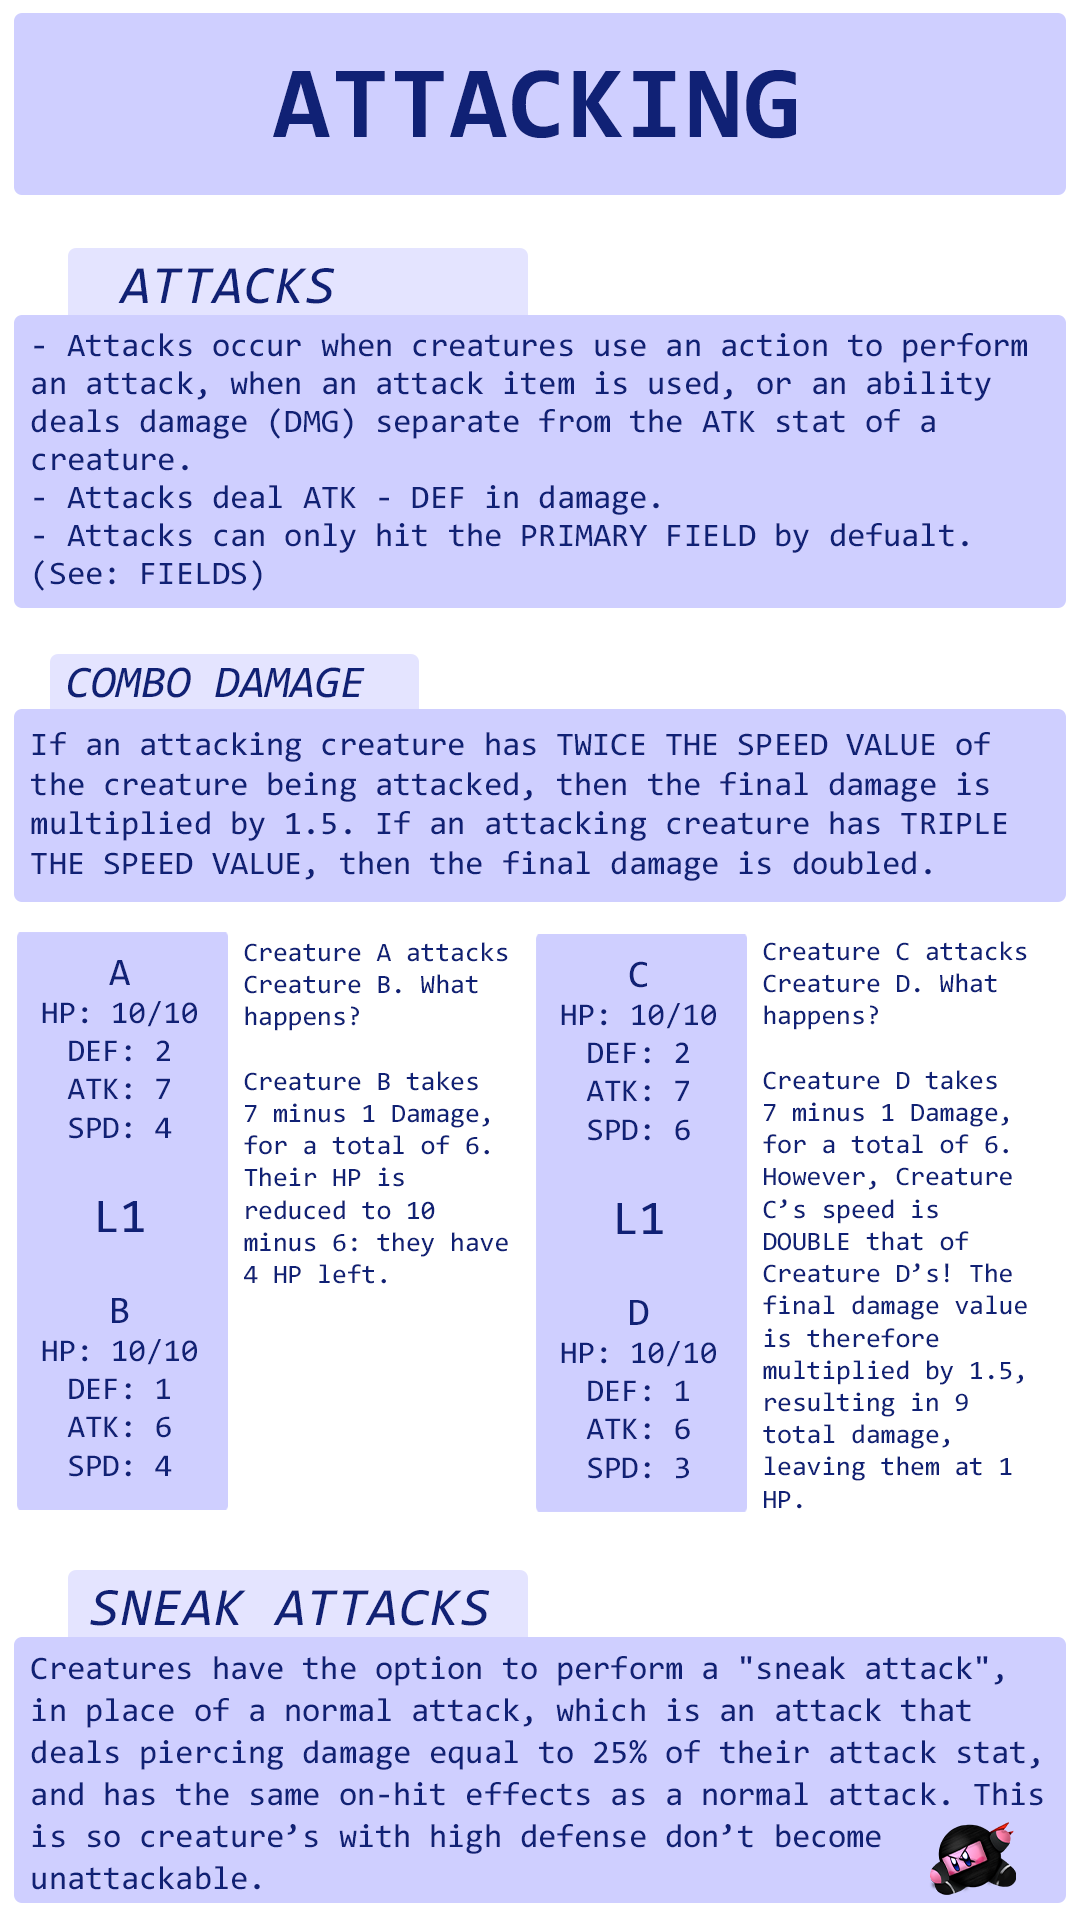 ATTACKING
ATTACKS
- Attacks occur when creatures use an action to perform
an attack, when an attack item is used, or an ability
deals damage (DMG) separate from the ATK stat of a
creature.
- Attacks deal ATK - DEF in damage.
- Attacks can only hit the PRIMARY FIELD by defualt.
(See: FIELDS)
COMBO DAMAGE
If an attacking creature has TWICE THE SPEED VALUE of
the creature being attacked, then the final damage is
multiplied by 1.5. If an attacking creature has TRIPLE
THE SPEED VALUE, then the final damage is doubled.
A
HP: 10/10
DEF: 2
ATK: 7
SPD: 4
L1
B
HP: 10/10
DEF: 1
ATK: 6
SPD: 4
Creature A attacks
Creature B. What
happens?
Creature B takes
7 minus 1 Damage,
for a total of 6.
Their HP is
reduced to 10
minus 6: they have
4 HP left.
C
HP: 10/10
DEF: 2
ATK: 7
SPD: 6
L1
D
HP: 10/10
DEF: 1
ATK: 6
SPD: 3
Creature C attacks
Creature D. What
happens?
Creature D takes
7 minus 1 Damage,
for a total of 6.
However, Creature
C’s speed is
DOUBLE that of
Creature D’s! The
final damage value
is therefore
multiplied by 1.5,
resulting in 9
total damage,
leaving them at 1
HP.
SNEAK ATTACKS
Creatures have the option to perform a "sneak attack",
in place of a normal attack, which is an attack that
deals piercing damage equal to 25% of their attack stat,
and has the same on-hit effects as a normal attack. This
is so creature’s with high defense don’t become
unattackable.